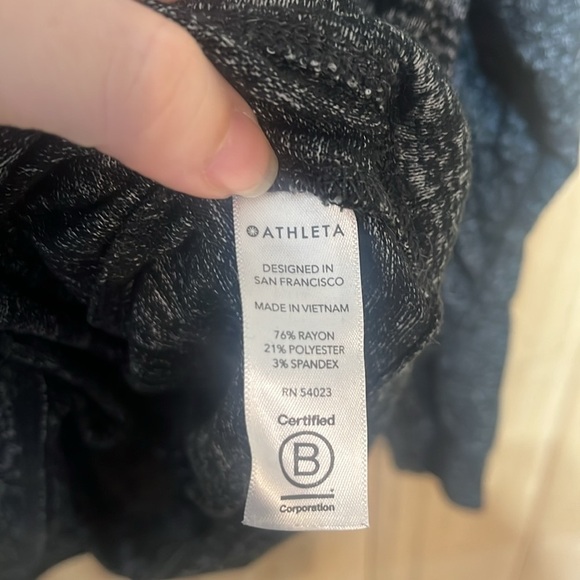 ATHLETA
DESIGNED IN
SAN FRANCISCO
MADE IN VIETNAM
76% RAYON
21% POLYESTER
3% SPANDEX
RN 54023
Certified
B
Corporation